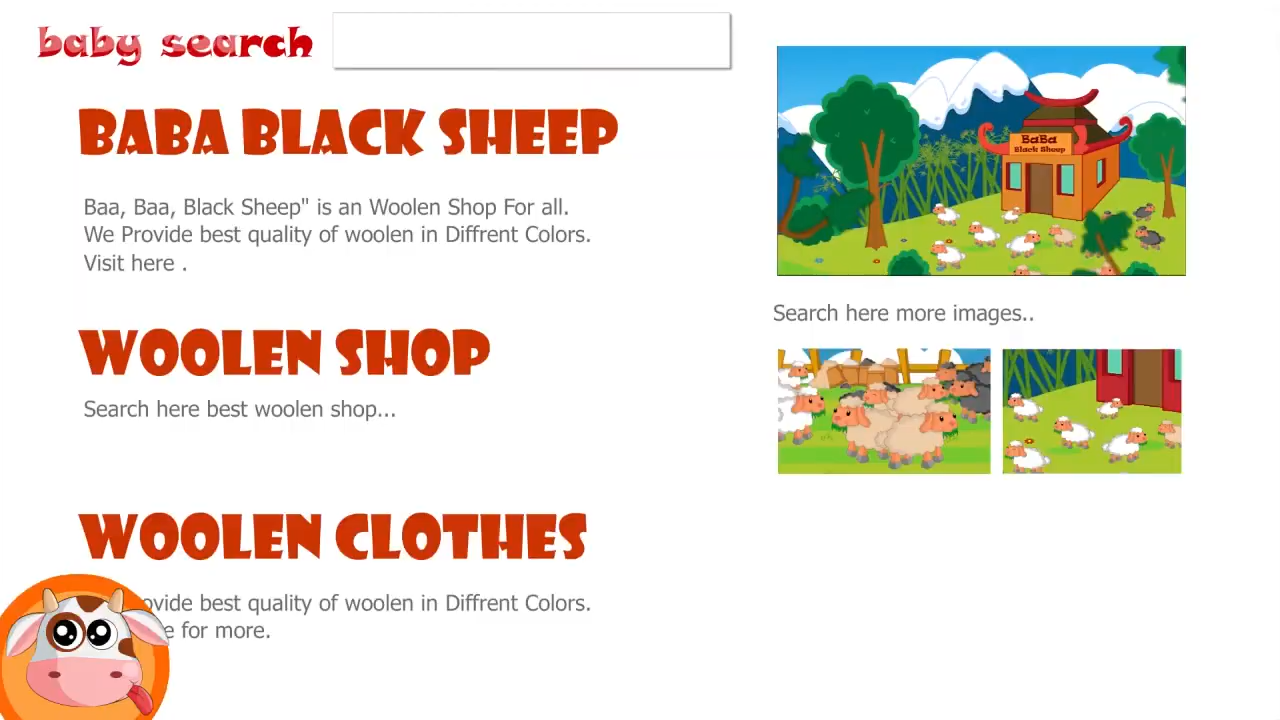 baby search
BABA BLACK SHEEP
Baa, Baa, Black Sheep" is an Woolen Shop For all.
We Provide best quality of woolen in Diffrent Colors.
Visit here .
WOOLEN SHOP
Search here best woolen shop...
WOOLEN CLOTHES
ovide best quality of woolen in Diffrent Colors.
e for more.
BaBa
Black Sheep
Search here more images..